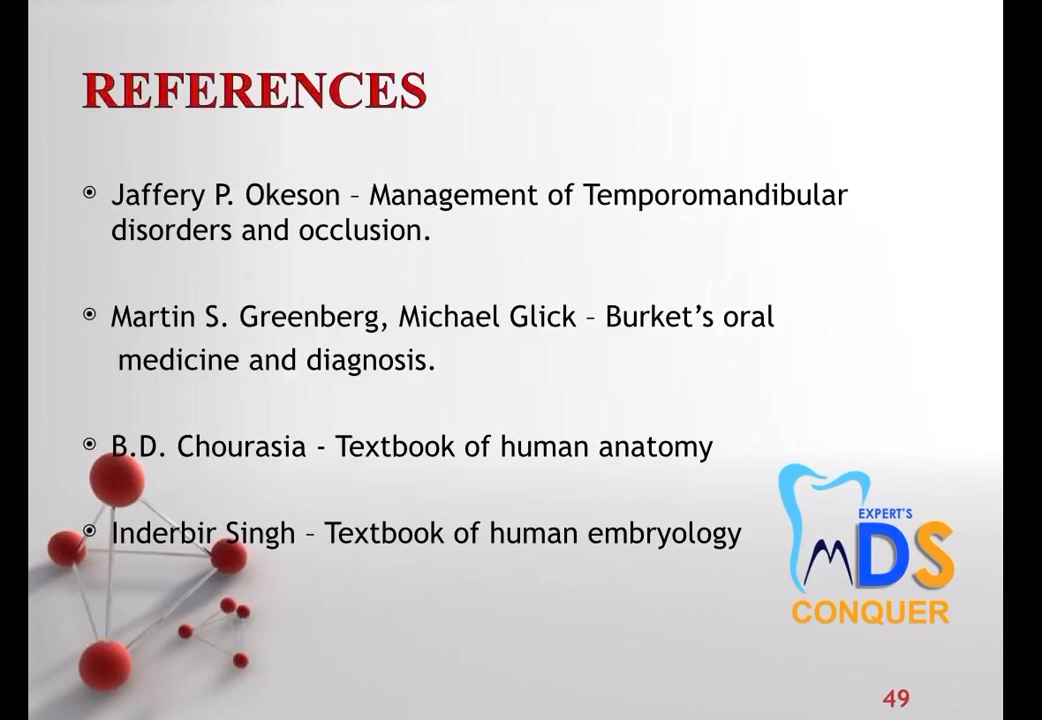 REFERENCES
Jaffery P. Okeson – Management of Temporomandibular
disorders and occlusion.
Martin S. Greenberg, Michael Glick – Burket’s oral
medicine and diagnosis.
B.D. Chourasia - Textbook of human anatomy
Inderbir Singh – Textbook of human embryology
EXPERT'S
MDS
CONQUER
49